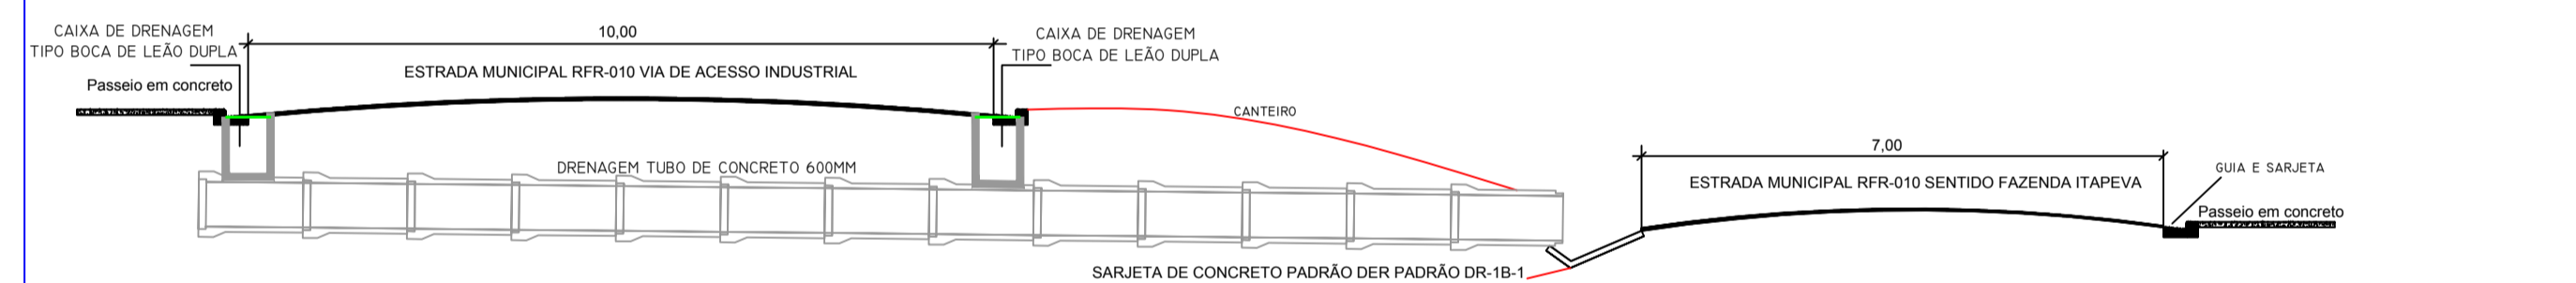 CAIXA DE DRENAGEM
TIPO BOCA DE LEÃO DUPLA
10,00
CAIXA DE DRENAGEM
TIPO BOCA DE LEÃO DUPLA
ESTRADA MUNICIPAL RFR-010 VIA DE ACESSO INDUSTRIAL
Passeio em concreto
CANTEIRO
DRENAGEM TUBO DE CONCRETO 600MM
7,00
GUIA E SARJETA
ESTRADA MUNICIPAL RFR-010 SENTIDO FAZENDA ITAPEVA
Passeio em concreto
SARJETA DE CONCRETO PADRÃO DER PADRÃO DR-1B-1